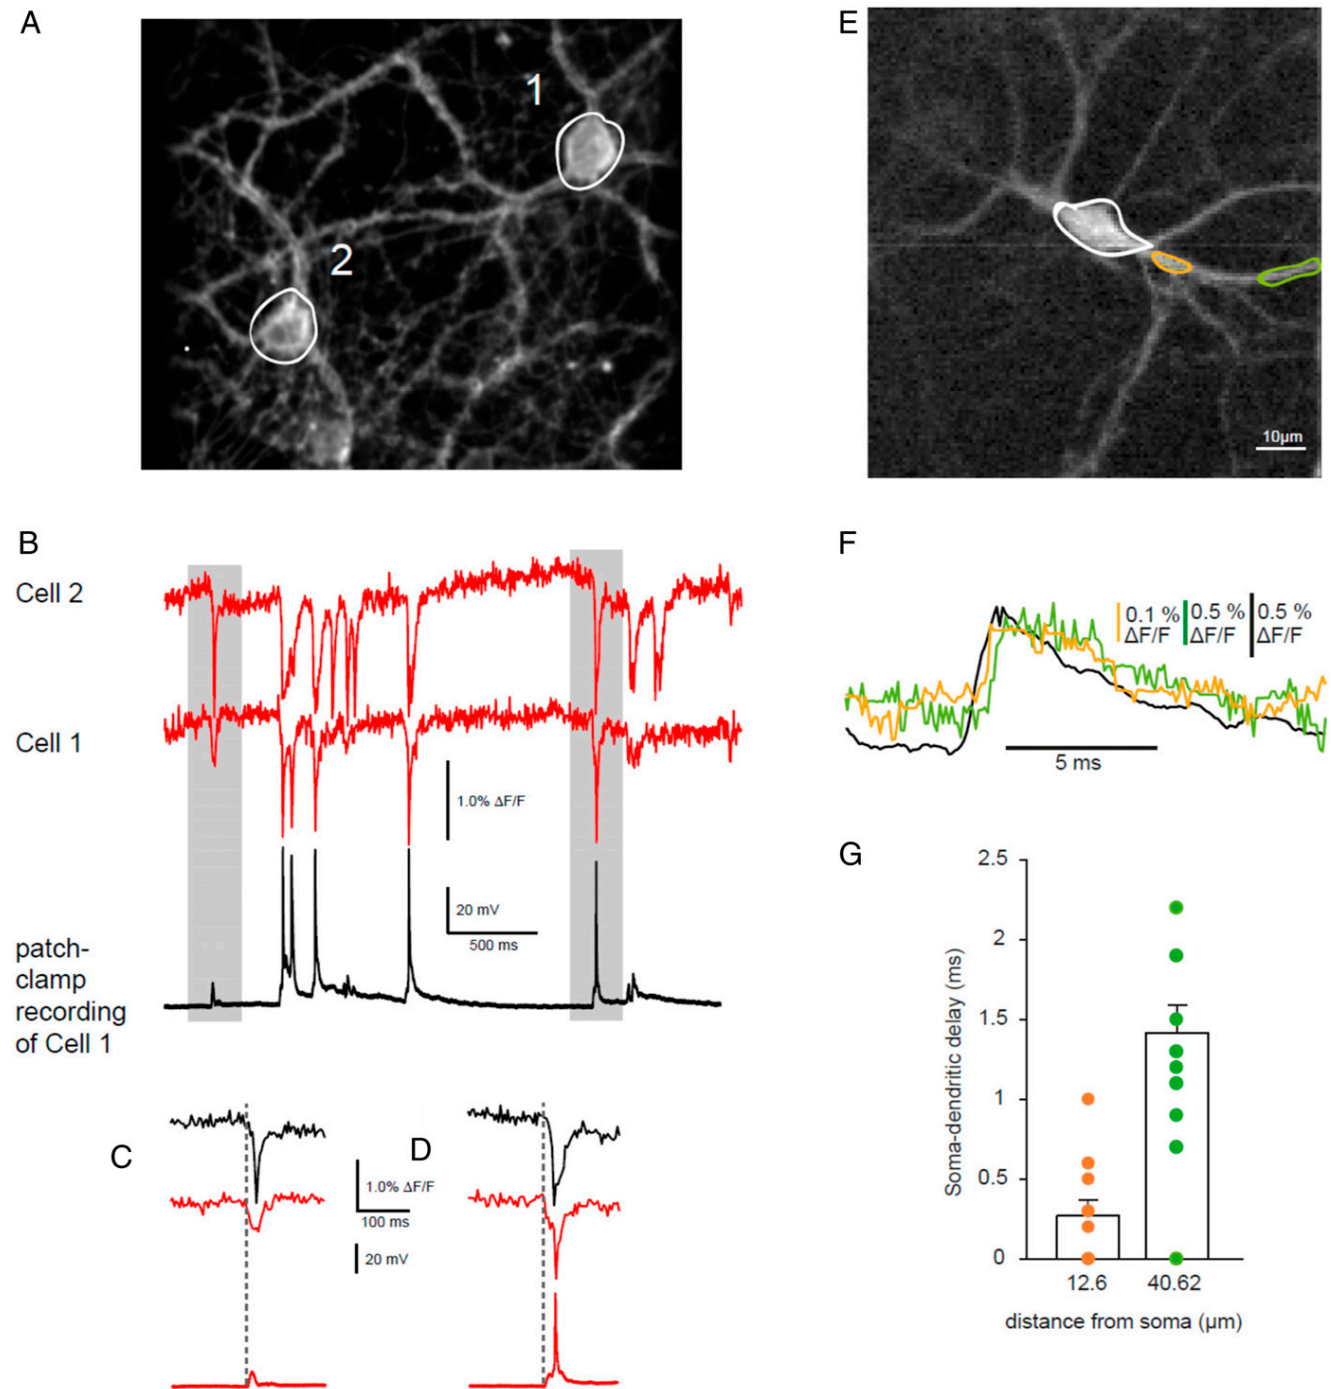 A
1
2
E
10μm
B
Cell 2
Cell 1
1.0% ΔF/F
20 mV
500 ms
patch-
clamp
recording
of Cell 1
C
D
1.0% ΔF/F
100 ms
20 mV
F
0.1 %
ΔF/F
0.5 %
ΔF/F
0.5 %
ΔF/F
5 ms
G
Soma-dendritic delay (ms)
2.5
2
1.5
1
0.5
0
12.6
40.62
distance from soma (μm)